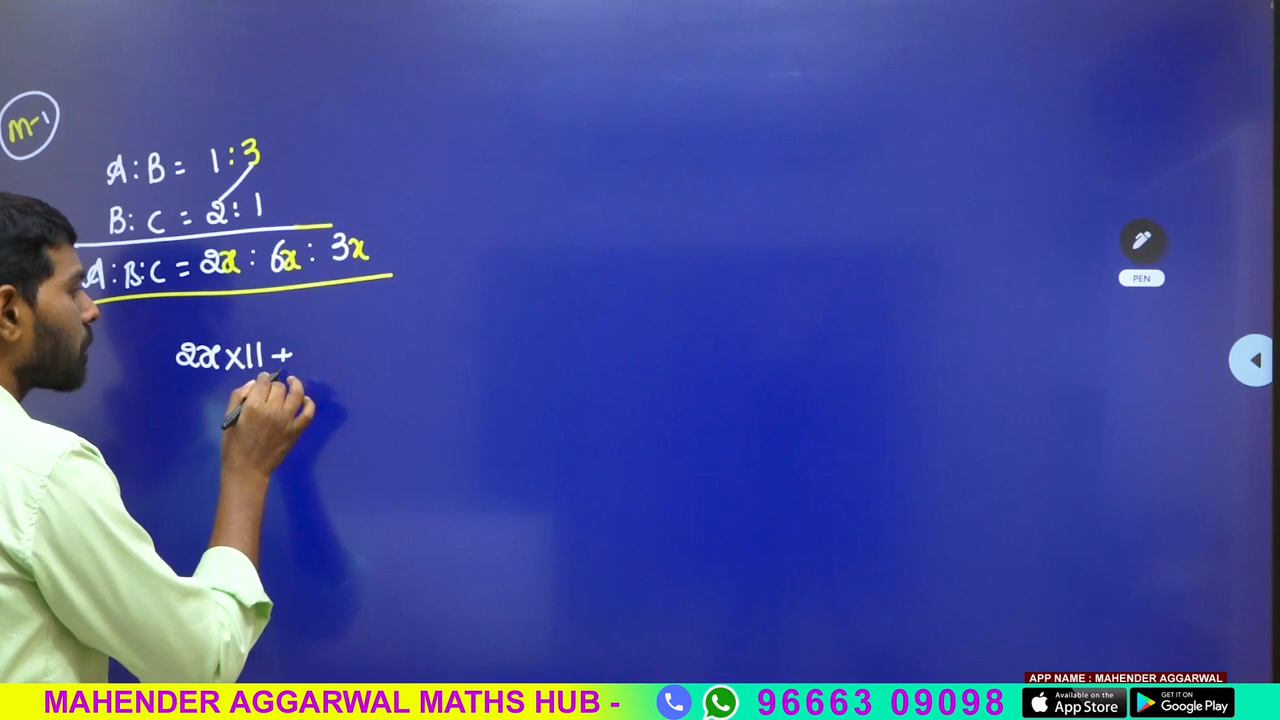 M-1
A : B = 1 : 3
B : C = 2 : 1
A : B : C = 2x : 6x : 3x
2x × 11 +
PEN
APP NAME : MAHENDER AGGARWAL
MAHENDER AGGARWAL MATHS HUB - 96663 09098
Available on the App Store
GET IT ON Google Play